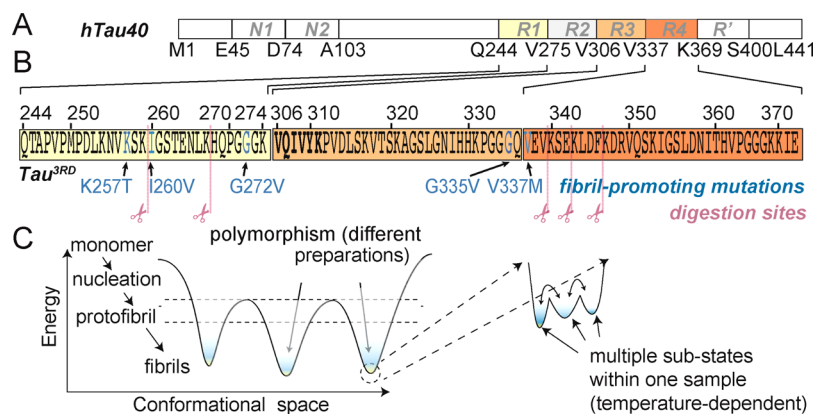 A hTau40 N1 N2 R1 R2 R3 R4 R'
M1 E45 D74 A103 Q244 V275 V306 V337 K369 S400 L441
B
244 250 260 270 274 306 310 320 330 340 350 360 370
QTAPVPMPDLKNVKSKIGSTENLKHQPGGGK VQIVYKPVDLSKVTSKAGSLGNIHHKPGGGQ VEVKSEKLDFKDRVQSKIGSLDNITHVPGGGKKIE
Tau3RD
K257T I260V G272V G335V V337M fibril-promoting mutations
digestion sites
C
monomer
nucleation
protofibril
fibrils
Energy
Conformational space
polymorphism (different
preparations)
multiple sub-states
within one sample
(temperature-dependent)